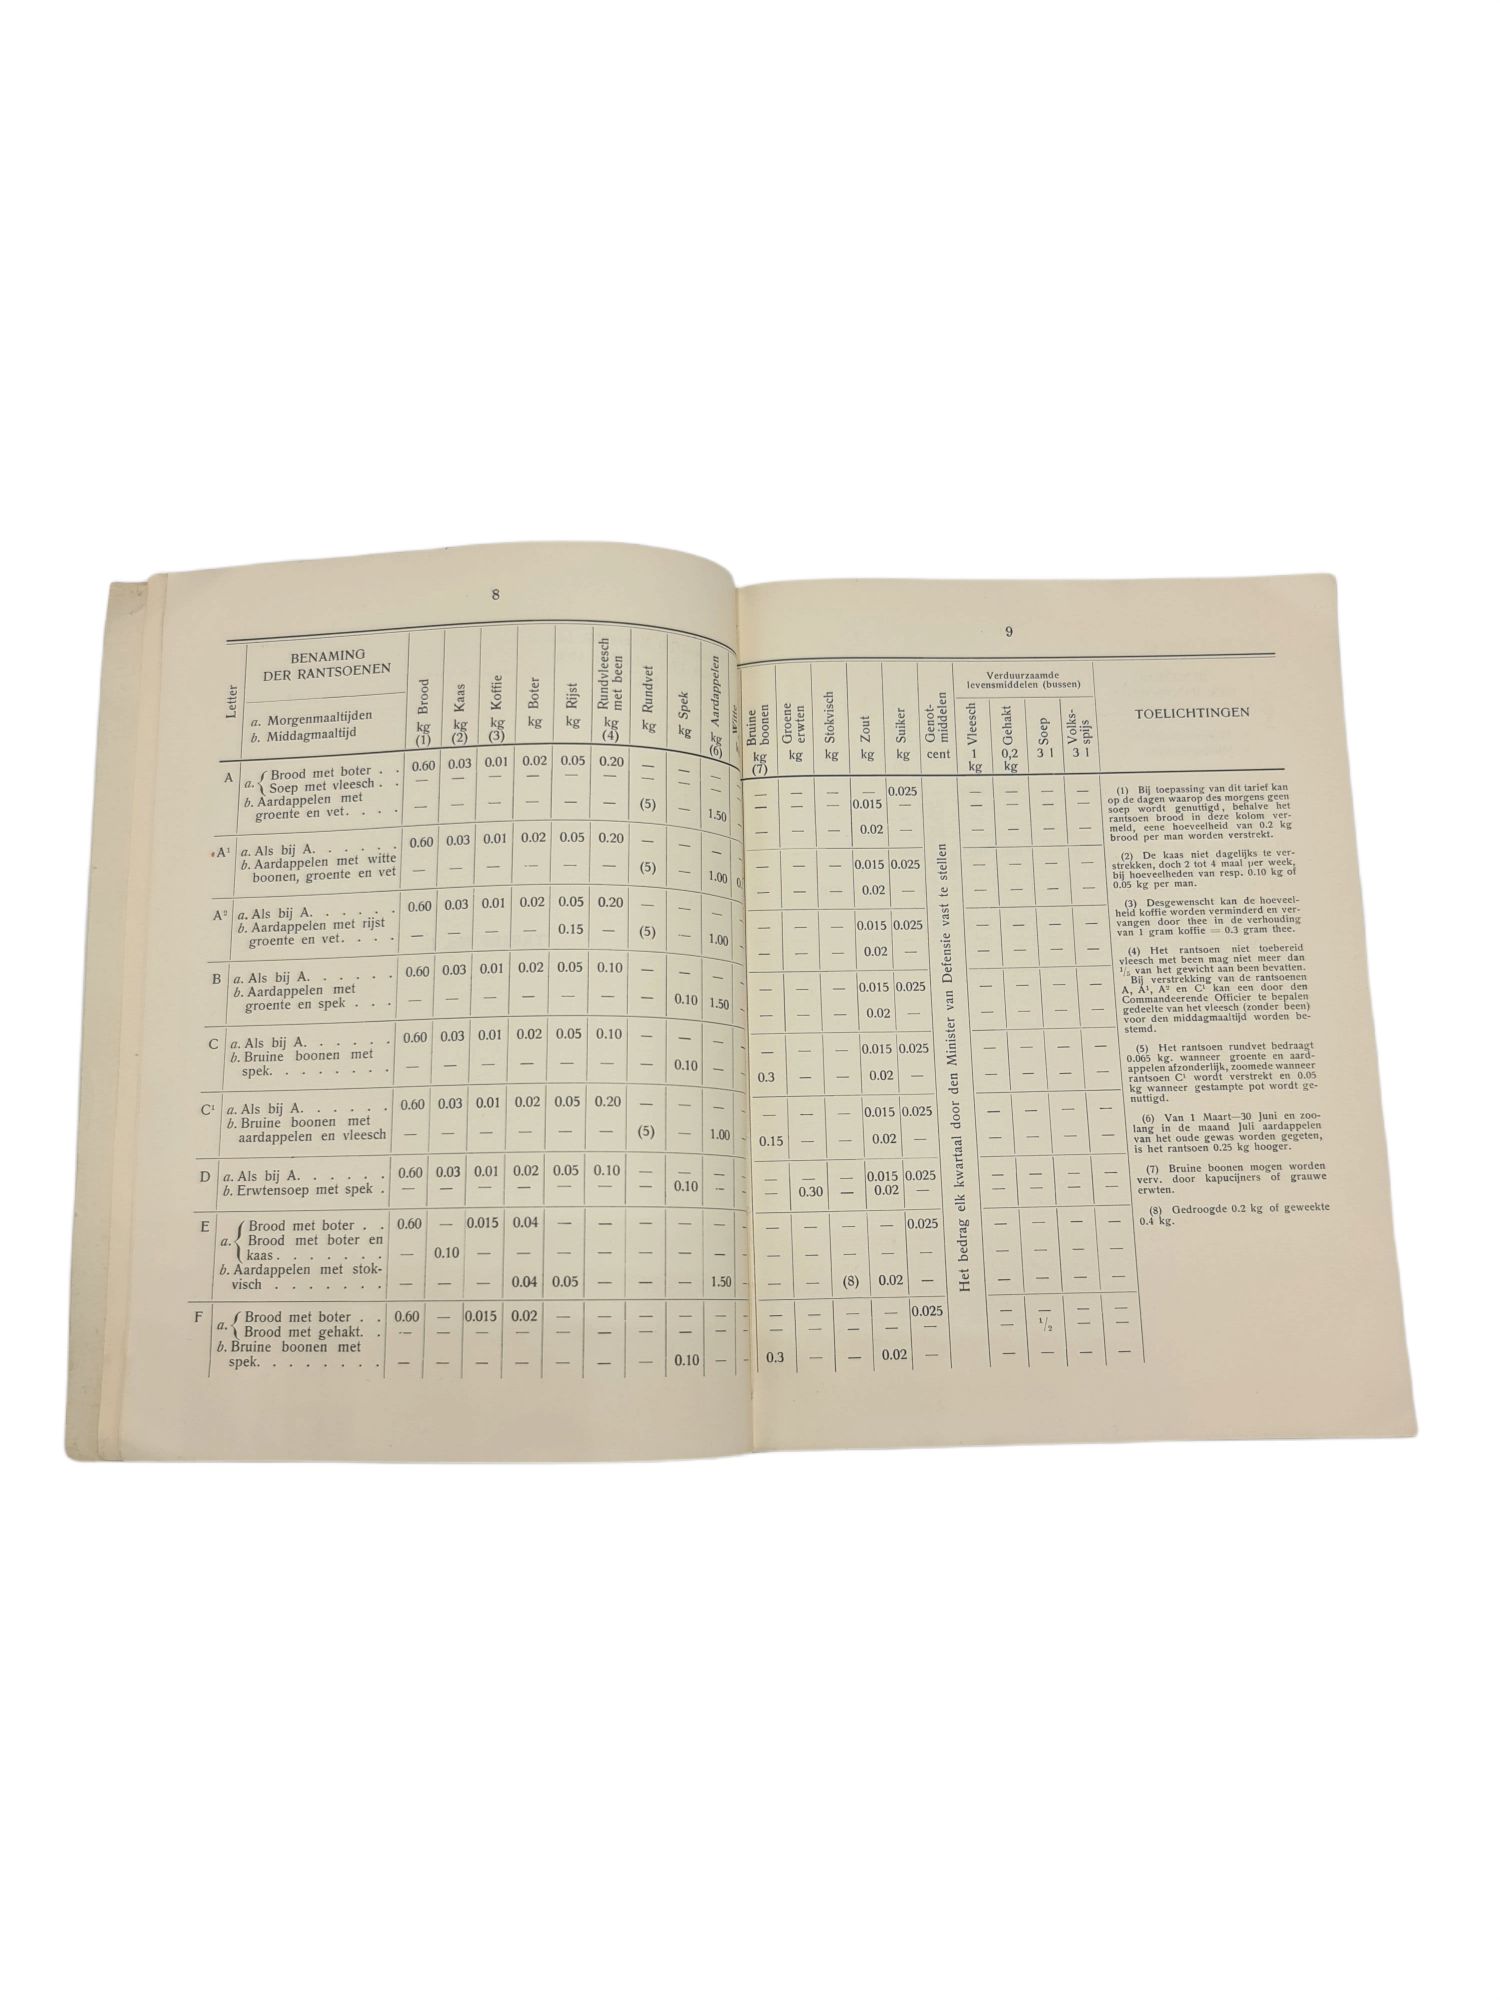 8
Letter
BENAMING
DER RANTSOENEN
a. Morgenmaaltijden
b. Middagmaaltijd
Brood kg (1)
Kaas kg (2)
Koffie kg (3)
Boter kg
Rijst kg
Rundvleesch met been kg (4)
Rundvet kg
Spek kg
Aardappelen kg (6)
Witte
A a. { Brood met boter . . 0.60 0.03 0.01 0.02 0.05 0.20 — — —
Soep met vleesch . . — — — — — — — — —
b. Aardappelen met
groente en vet. . . . — — — — — — (5) — 1.50
A¹ a. Als bij A. . . . . . 0.60 0.03 0.01 0.02 0.05 0.20 — — —
b. Aardappelen met witte
boonen, groente en vet — — — — — — (5) — 1.00
A² a. Als bij A. . . . . . 0.60 0.03 0.01 0.02 0.05 0.20 — — —
b. Aardappelen met rijst
groente en vet. . . . — — — — 0.15 — (5) — 1.00
B a. Als bij A. . . . . . 0.60 0.03 0.01 0.02 0.05 0.10 — — —
b. Aardappelen met
groente en spek . . . — — — — — — — 0.10 1.50
C a. Als bij A. . . . . . 0.60 0.03 0.01 0.02 0.05 0.10 — — —
b. Bruine boonen met
spek. . . . . . . . — — — — — — — 0.10 —
C¹ a. Als bij A. . . . . . 0.60 0.03 0.01 0.02 0.05 0.20 — — —
b. Bruine boonen met
aardappelen en vleesch — — — — — — (5) — 1.00
D a. Als bij A. . . . . . 0.60 0.03 0.01 0.02 0.05 0.10 — — —
b. Erwtensoep met spek . — — — — — — — 0.10 —
E a. { Brood met boter . . 0.60 — 0.015 0.04 — — — — —
Brood met boter en
kaas . . . . . . . — 0.10 — — — — — — —
b. Aardappelen met stok-
visch . . . . . . . — — — 0.04 0.05 — — — 1.50
F a. { Brood met boter . . 0.60 — 0.015 0.02 — — — — —
Brood met gehakt. . — — — — — — — — —
b. Bruine boonen met
spek. . . . . . . . — — — — — — — 0.10 —
9
Bruine boonen kg (7)
Groene erwten kg
Stokvisch kg
Zout kg
Suiker kg
Genot-middelen cent
Verduurzaamde
levensmiddelen (bussen)
Vleesch 1 kg
Gehakt 0,2 kg
Soep 3 l
Volks-spijs 3 l
TOELICHTINGEN
— — — — 0.025 — — — —
— — — 0.015 — — — — —
— — — 0.02 — — — — —
— — — 0.015 0.025 — — — —
— — — 0.02 — — — — —
— — — 0.015 0.025 — — — —
— — — 0.02 — — — — —
— — — 0.015 0.025 — — — —
— — — 0.02 — — — — —
— — — 0.015 0.025 — — — —
0.3 — — 0.02 — — — — —
— — — 0.015 0.025 — — — —
0.15 — — 0.02 — — — — —
— — — 0.015 0.025 — — — —
— 0.30 — 0.02 — — — — —
— — — — 0.025 — — — —
— — — — — — — — —
— — (8) 0.02 — — — — —
— — — — 0.025 — — — —
— — — — — — 1/2 — —
0.3 — — 0.02 — — — — —
Het bedrag elk kwartaal door den Minister van Defensie vast te stellen
(1) Bij toepassing van dit tarief kan
op de dagen waarop des morgens geen
soep wordt genuttigd, behalve het
rantsoen brood in deze kolom ver-
meld, eene hoeveelheid van 0.2 kg
brood per man worden verstrekt.
(2) De kaas niet dagelijks te ver-
strekken, doch 2 tot 4 maal per week,
bij hoeveelheden van resp. 0.10 kg of
0.05 kg per man.
(3) Desgewenscht kan de hoeveel-
heid koffie worden verminderd en ver-
vangen door thee in de verhouding
van 1 gram koffie = 0.3 gram thee.
(4) Het rantsoen niet toebereid
vleesch met been mag niet meer dan
1/5 van het gewicht aan been bevatten.
Bij verstrekking van de rantsoenen
A, A¹, A² en C¹ kan een door den
Commandeerende Officier te bepalen
gedeelte van het vleesch (zonder been)
voor den middagmaaltijd worden be-
stemd.
(5) Het rantsoen rundvet bedraagt
0.065 kg. wanneer groente en aard-
appelen afzonderlijk, zoomede wanneer
rantsoen C¹ wordt verstrekt en 0.05
kg wanneer gestampte pot wordt ge-
nuttigd.
(6) Van 1 Maart—30 Juni en zoo-
lang in de maand Juli aardappelen
van het oude gewas worden gegeten,
is het rantsoen 0.25 kg hooger.
(7) Bruine boonen mogen worden
verv. door kapucijners of grauwe
erwten.
(8) Gedroogde 0.2 kg of geweekte
0.4 kg.